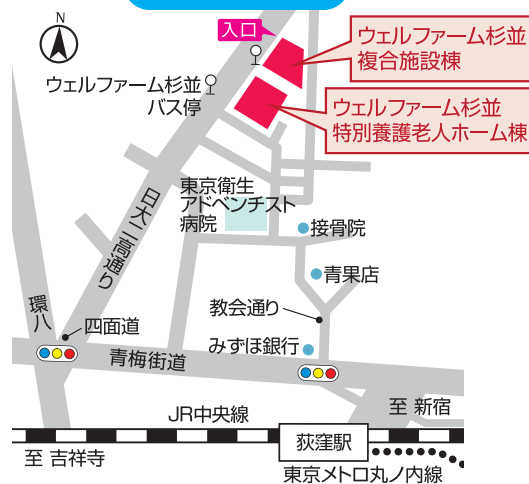 N
入口
ウェルファーム杉並
複合施設棟
ウェルファーム杉並
バス停
ウェルファーム杉並
特別養護老人ホーム棟
東京衛生
アドベンチスト
病院
日大二高通り
接骨院
青果店
環八
教会通り
四面道
みずほ銀行
青梅街道
JR中央線
至 新宿
荻窪駅
至 吉祥寺
東京メトロ丸ノ内線